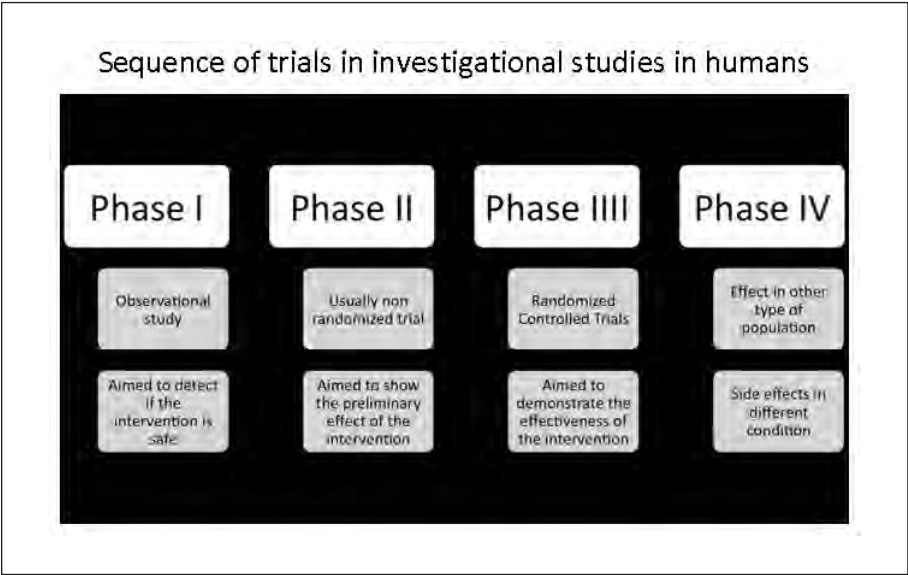 Sequence of trials in investigational studies in humans
Phase I
Phase II
Phase IIII
Phase IV
Observational
study
Usually non
randomized trial
Randomized
Controlled Trials
Effect in other
type of
population
Aimed to detect
if the
intervention is
safe
Aimed to show
the preliminary
effect of the
intervention
Aimed to
demonstrate the
effectiveness of
the intervention
Side effects in
different
condition